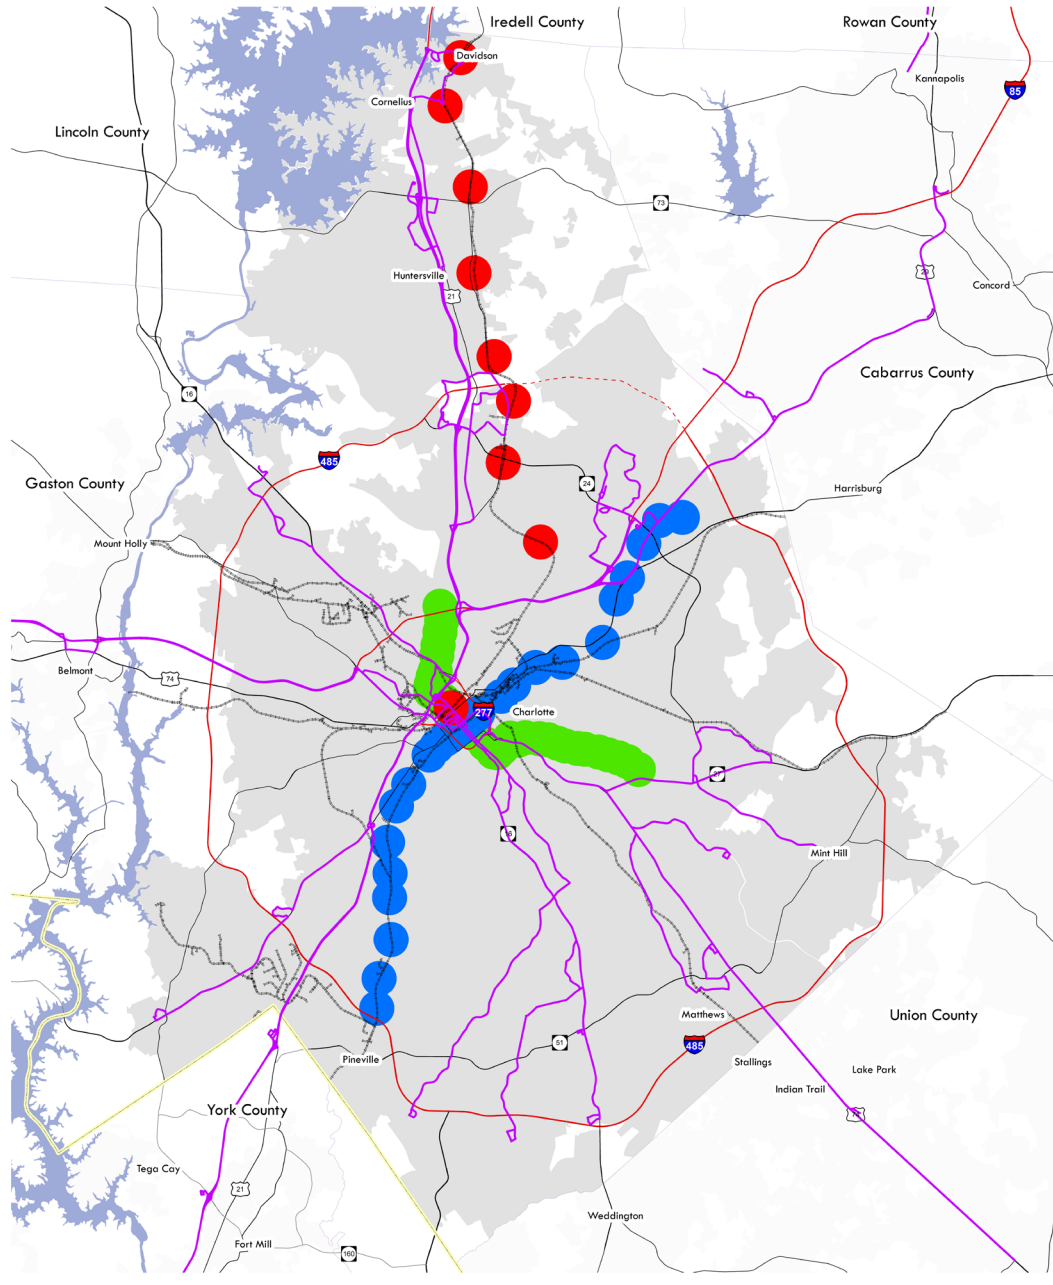 Iredell County
Rowan County
Davidson
Kannapolis
85
Cornelius
Lincoln County
73
Huntersville
29
Concord
21
Cabarrus County
16
485
Gaston County
24
Harrisburg
Mount Holly
Belmont
74
277
Charlotte
27
16
Mint Hill
Matthews
Union County
51
485
Pineville
Stallings
Lake Park
Indian Trail
York County
74
Tega Cay
21
Weddington
Fort Mill
160